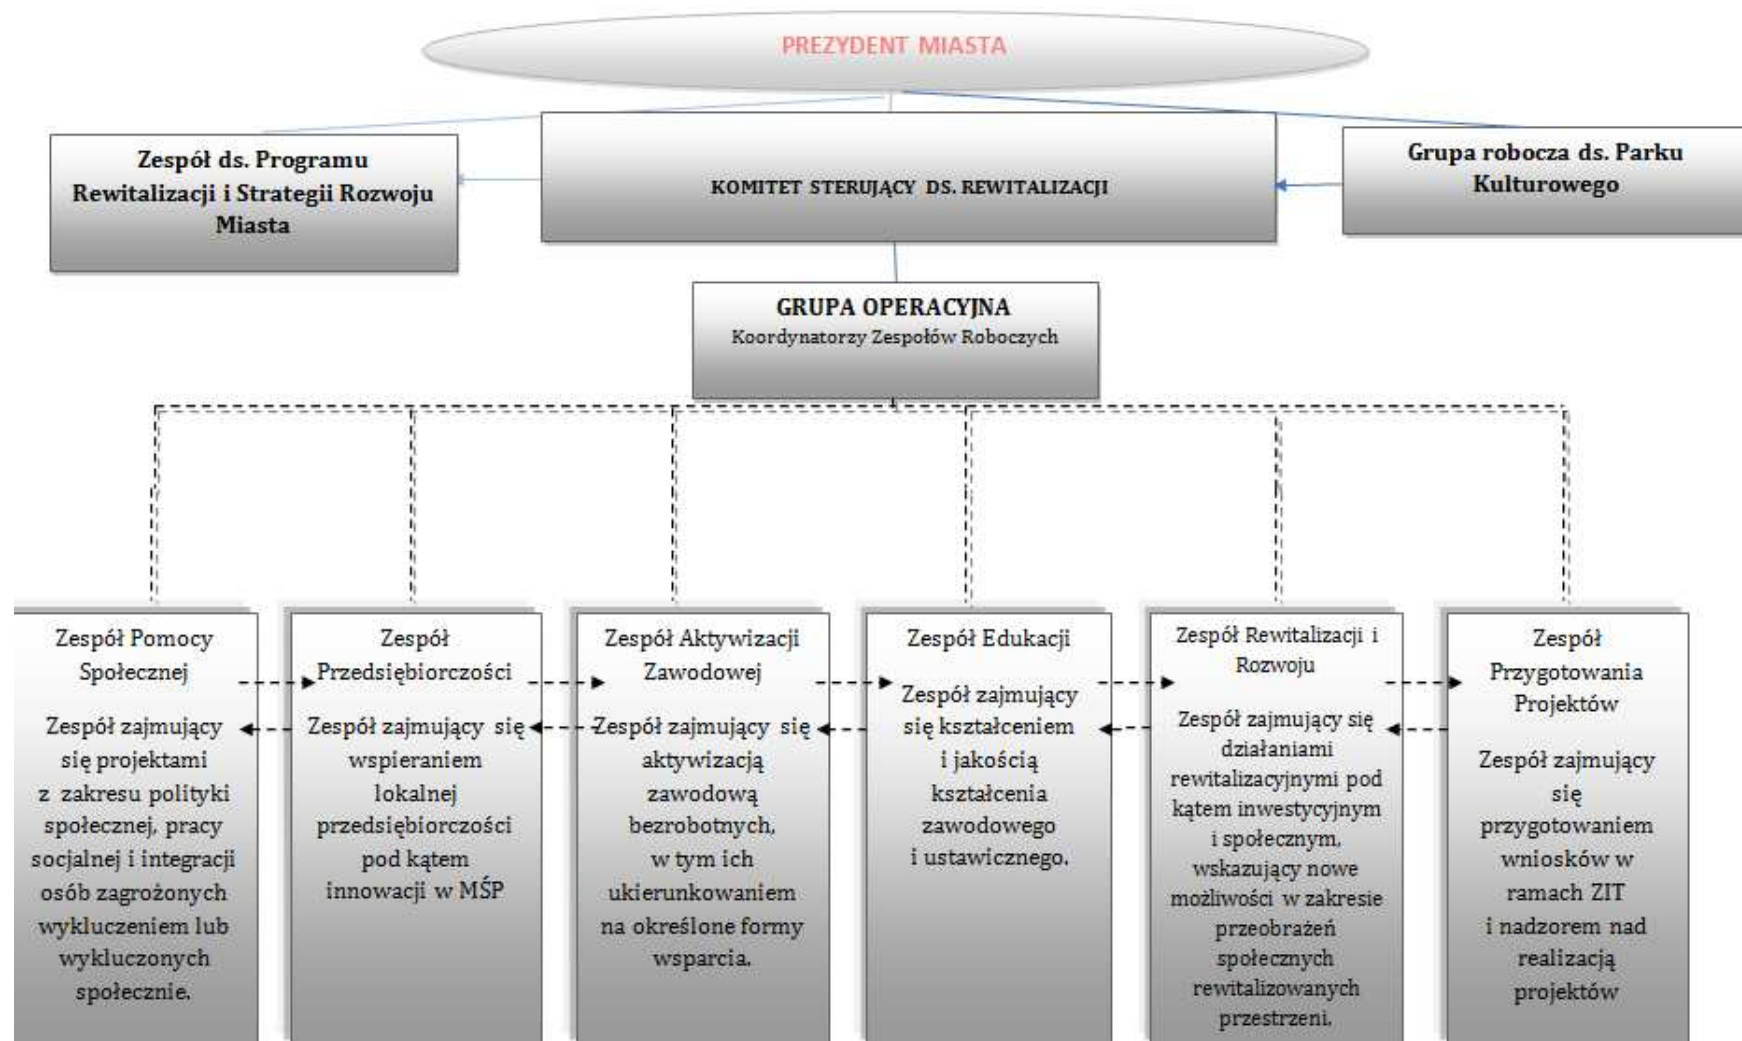 PREZYDENT MIASTA
Zespół ds. Programu
Rewitalizacji i Strategii Rozwoju
Miasta
KOMITET STERUJĄCY DS. REWITALIZACJI
Grupa robocza ds. Parku
Kulturowego
GRUPA OPERACYJNA
Koordynatorzy Zespołów Roboczych
Zespół Pomocy
Społecznej
Zespół zajmujący
się projektami
z zakresu polityki
społecznej, pracy
socjalnej i integracji
osób zagrożonych
wykluczeniem lub
wykluczonych
społecznie.
Zespół
Przedsiębiorczości
Zespół zajmujący się
wspieraniem
lokalnej
przedsiębiorczości
pod kątem
innowacji w MŚP
Zespół Aktywizacji
Zawodowej
Zespół zajmujący się
aktywizacją
zawodową
bezrobotnych,
w tym ich
ukierunkowaniem
na określone formy
wsparcia.
Zespół Edukacji
Zespół zajmujący
się kształceniem
i jakością
kształcenia
zawodowego
i ustawicznego.
Zespół Rewitalizacji i
Rozwoju
Zespół zajmujący się
działaniami
rewitalizacyjnymi pod
kątem inwestycyjnym
i społecznym,
wskazujący nowe
możliwości w zakresie
przeobrażeń
społecznych
rewitalizowanych
przestrzeni.
Zespół
Przygotowania
Projektów
Zespół zajmujący
się
przygotowaniem
wniosków w
ramach ZIT
i nadzorem nad
realizacją
projektów